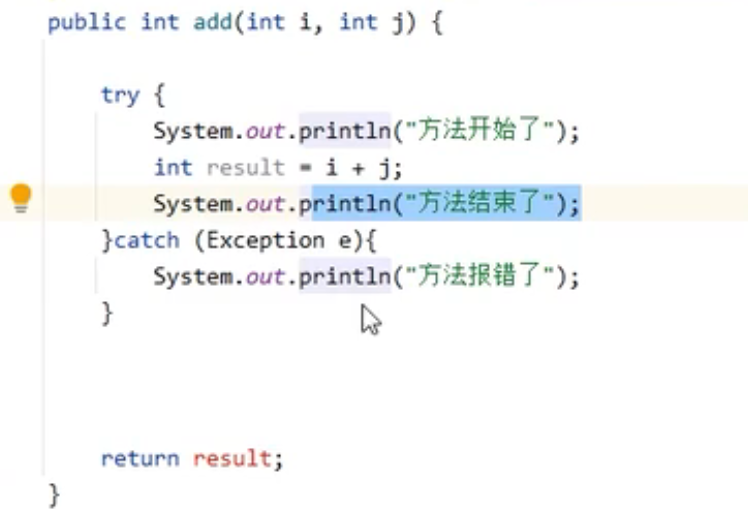 public int add(int i, int j) {
try {
System.out.println("方法开始了");
int result = i + j;
System.out.println("方法结束了");
}catch (Exception e){
System.out.println("方法报错了");
}
return result;
}